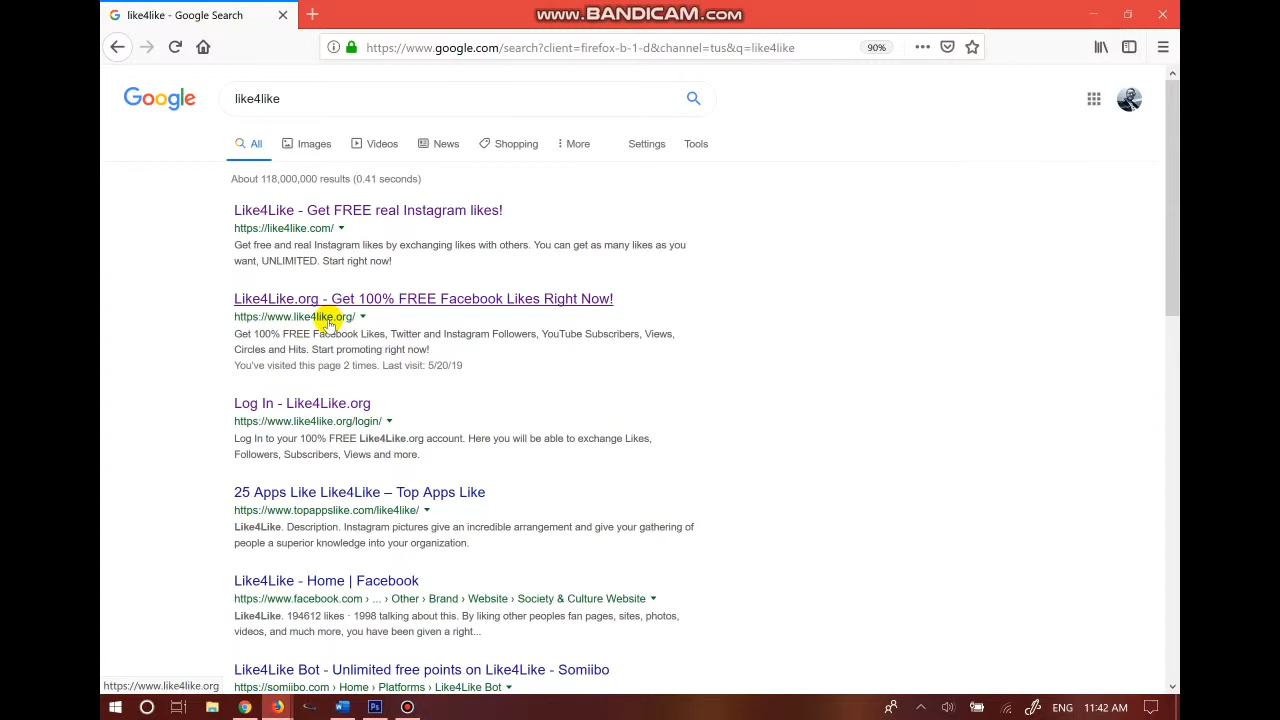 like4like - Google Search
www.BANDICAM.com
https://www.google.com/search?client=firefox-b-1-d&channel=tus&q=like4like
90%
Google
like4like
All
Images
Videos
News
Shopping
More
Settings
Tools
About 118,000,000 results (0.41 seconds)
Like4Like - Get FREE real Instagram likes!
https://like4like.com/
Get free and real Instagram likes by exchanging likes with others. You can get as many likes as you
want, UNLIMITED. Start right now!
Like4Like.org - Get 100% FREE Facebook Likes Right Now!
https://www.like4like.org/
Get 100% FREE Facebook Likes, Twitter and Instagram Followers, YouTube Subscribers, Views,
Circles and Hits. Start promoting right now!
You've visited this page 2 times. Last visit: 5/20/19
Log In - Like4Like.org
https://www.like4like.org/login/
Log In to your 100% FREE Like4Like.org account. Here you will be able to exchange Likes,
Followers, Subscribers, Views and more.
25 Apps Like Like4Like – Top Apps Like
https://www.topappslike.com/like4like/
Like4Like. Description. Instagram pictures give an incredible arrangement and give your gathering of
people a superior knowledge into your organization.
Like4Like - Home | Facebook
https://www.facebook.com › ... › Other › Brand › Website › Society & Culture Website
Like4Like. 194612 likes · 1998 talking about this. By liking other peoples fan pages, sites, photos,
videos, and much more, you have been given a right...
Like4Like Bot - Unlimited free points on Like4Like - Somiibo
https://somiibo.com › Home › Platforms › Like4Like Bot
https://www.like4like.org
ENG
11:42 AM